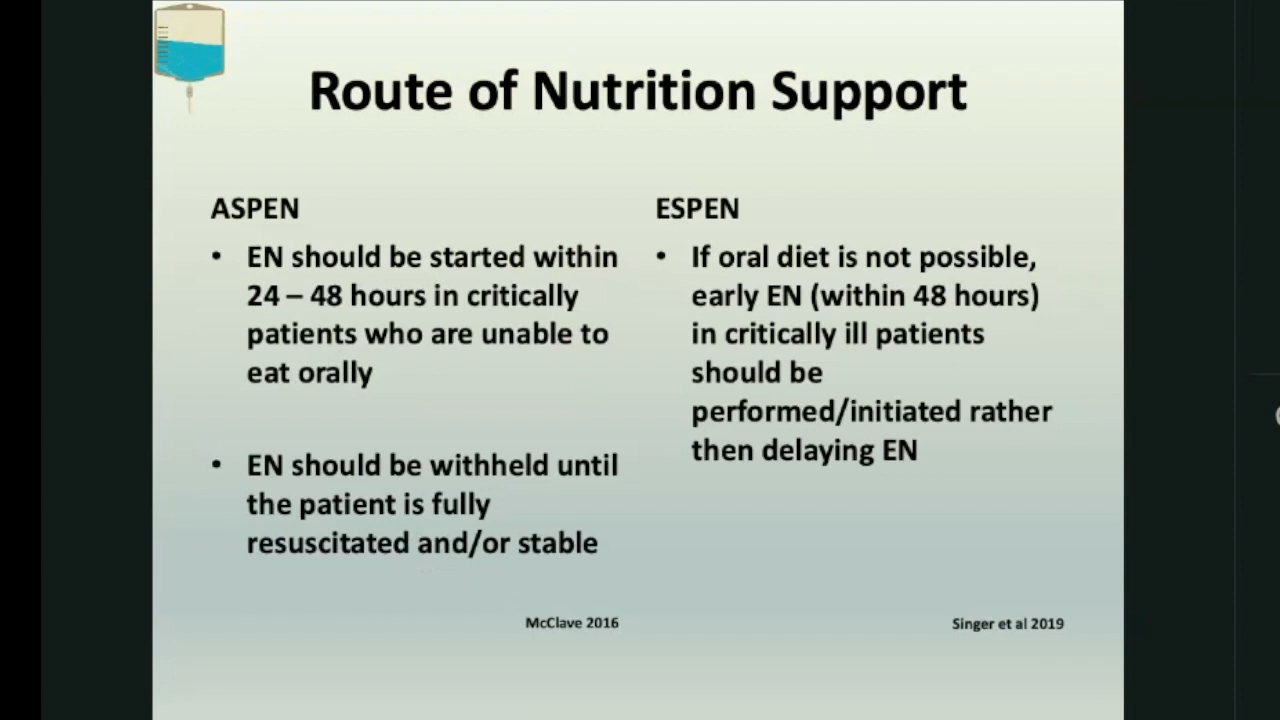 Route of Nutrition Support
ASPEN
• EN should be started within
24 – 48 hours in critically
patients who are unable to
eat orally
• EN should be withheld until
the patient is fully
resuscitated and/or stable
McClave 2016
ESPEN
• If oral diet is not possible,
early EN (within 48 hours)
in critically ill patients
should be
performed/initiated rather
then delaying EN
Singer et al 2019